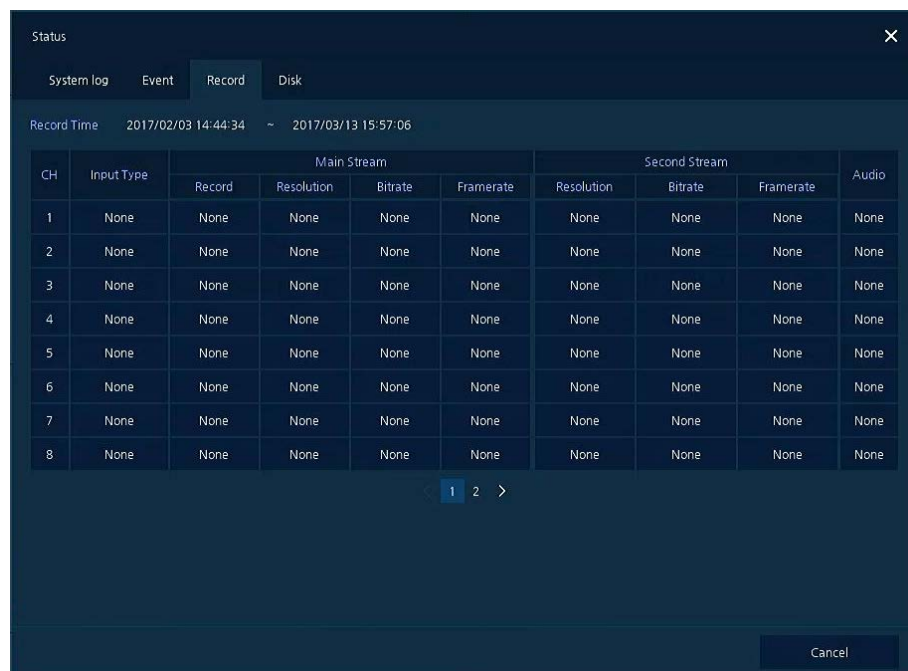 Status
System log Event Record Disk
Record Time 2017/02/03 14:44:34 ~ 2017/03/13 15:57:06
CH Input Type Main Stream Second Stream Audio
Record Resolution Bitrate Framerate Resolution Bitrate Framerate
1 None None None None None None None None None
2 None None None None None None None None None
3 None None None None None None None None None
4 None None None None None None None None None
5 None None None None None None None None None
6 None None None None None None None None None
7 None None None None None None None None None
8 None None None None None None None None None
1 2
Cancel